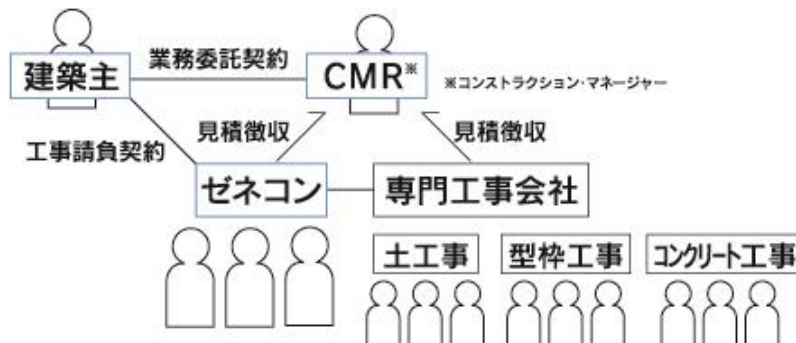 業務委託契約
建築主
CMR※
※コンストラクション・マネージャー
見積徴収
見積徴収
工事請負契約
ゼネコン
専門工事会社
土工事
型枠工事
コンクリート工事